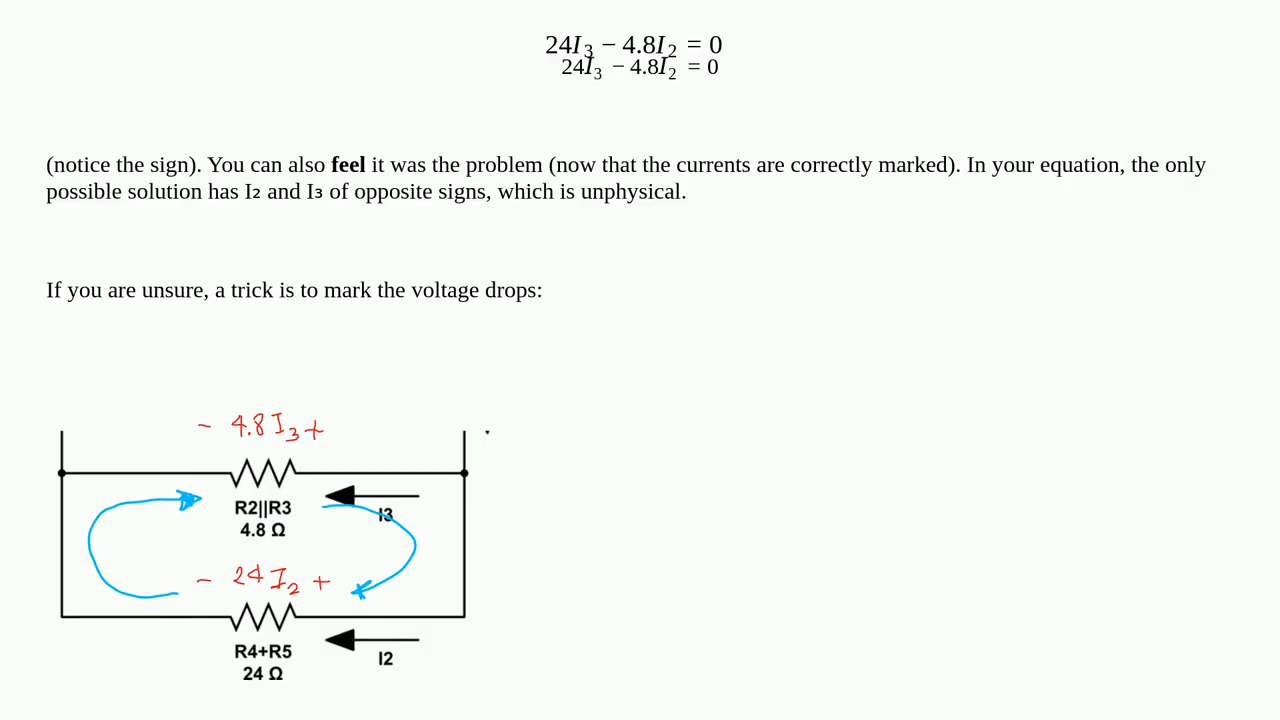 24I₃ − 4.8I₂ = 0
24I₃ − 4.8I₂ = 0
(notice the sign). You can also feel it was the problem (now that the currents are correctly marked). In your equation, the only
possible solution has I₂ and I₃ of opposite signs, which is unphysical.
If you are unsure, a trick is to mark the voltage drops:
− 4.8 I₃ +
R2||R3
4.8 Ω
I3
− 24 I₂ +
R4+R5
24 Ω
I2